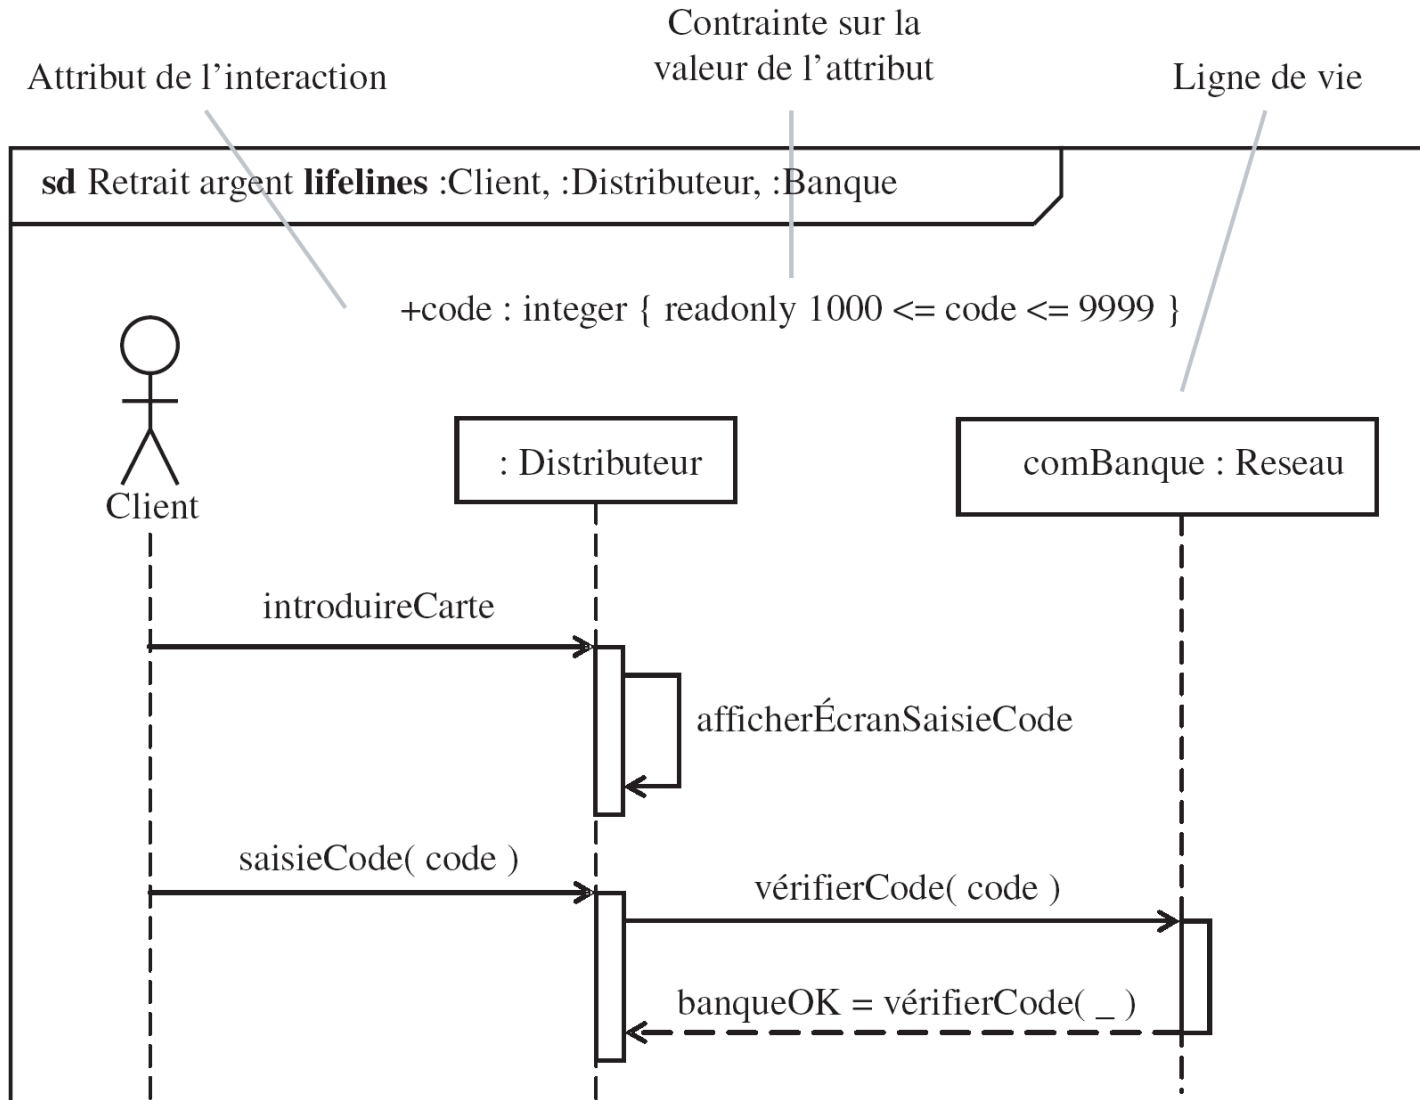 Contrainte sur la
valeur de l'attribut
Attribut de l'interaction
Ligne de vie
sd Retrait argent lifelines :Client, :Distributeur, :Banque
+code : integer { readonly 1000 <= code <= 9999 }
: Distributeur
comBanque : Reseau
Client
introduireCarte
afficherÉcranSaisieCode
saisieCode( code )
vérifierCode( code )
banqueOK = vérifierCode( _ )